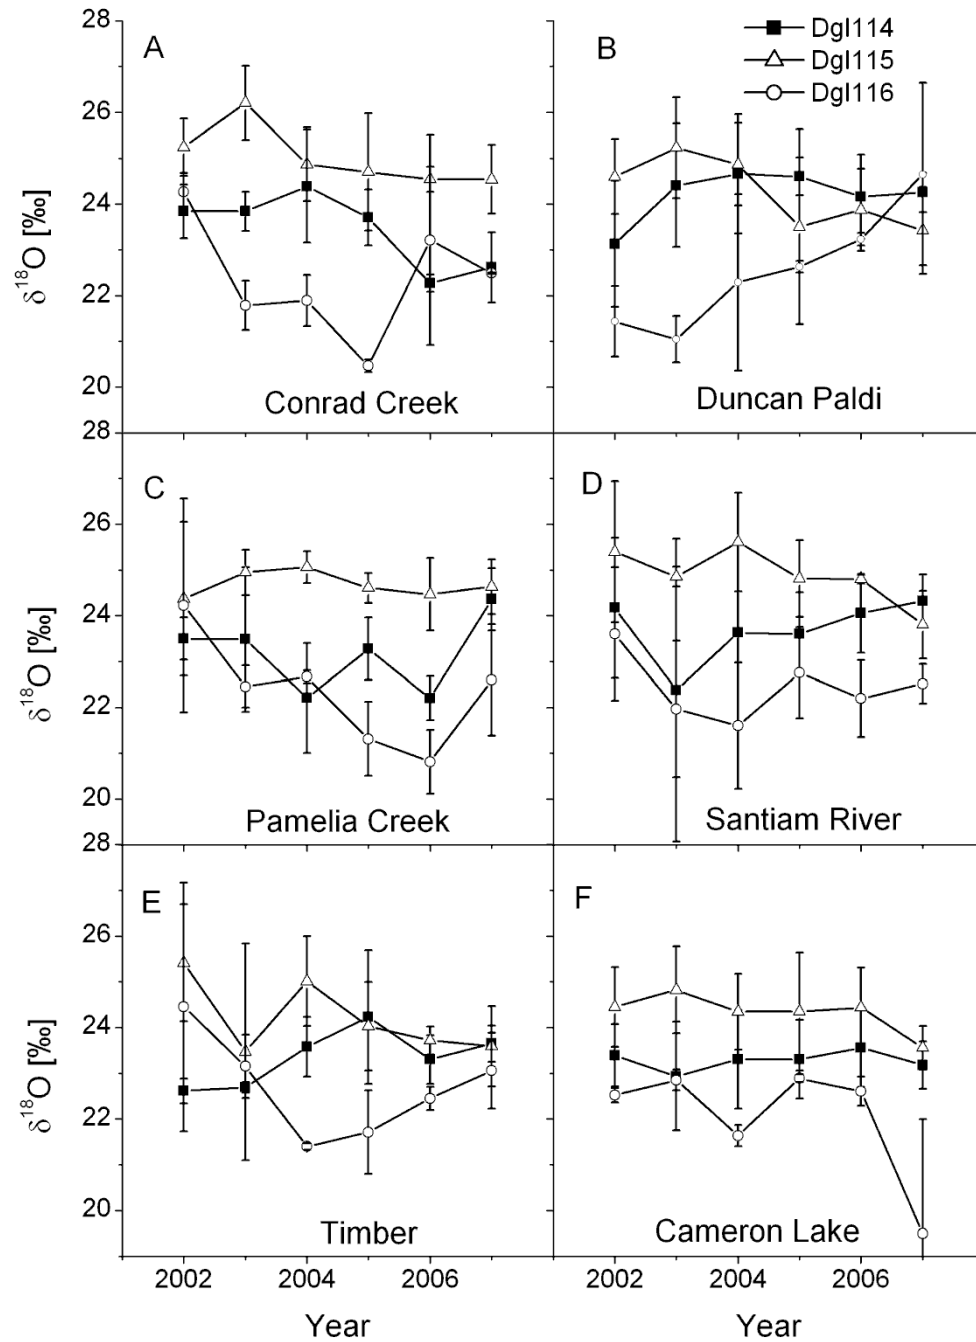 28
A
B
Dgl114
Dgl115
Dgl116
26
24
δ¹⁸O [‰]
22
20
Conrad Creek
Duncan Paldi
28
C
D
26
24
δ¹⁸O [‰]
22
20
Pamelia Creek
Santiam River
28
E
F
26
24
δ¹⁸O [‰]
22
20
Timber
Cameron Lake
2002 2004 2006 2002 2004 2006
Year
Year